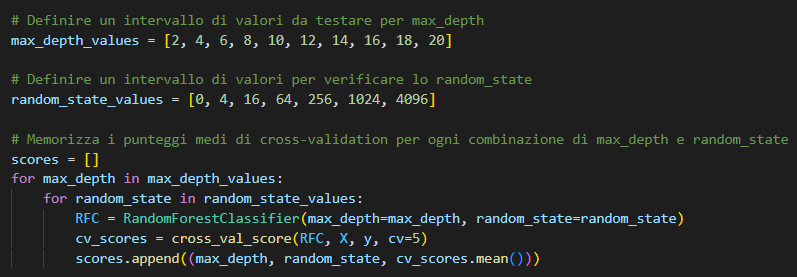 # Definire un intervallo di valori da testare per max_depth
max_depth_values = [2, 4, 6, 8, 10, 12, 14, 16, 18, 20]

# Definire un intervallo di valori per verificare lo random_state
random_state_values = [0, 4, 16, 64, 256, 1024, 4096]

# Memorizza i punteggi medi di cross-validation per ogni combinazione di max_depth e random_state
scores = []
for max_depth in max_depth_values:
    for random_state in random_state_values:
        RFC = RandomForestClassifier(max_depth=max_depth, random_state=random_state)
        cv_scores = cross_val_score(RFC, X, y, cv=5)
        scores.append((max_depth, random_state, cv_scores.mean()))